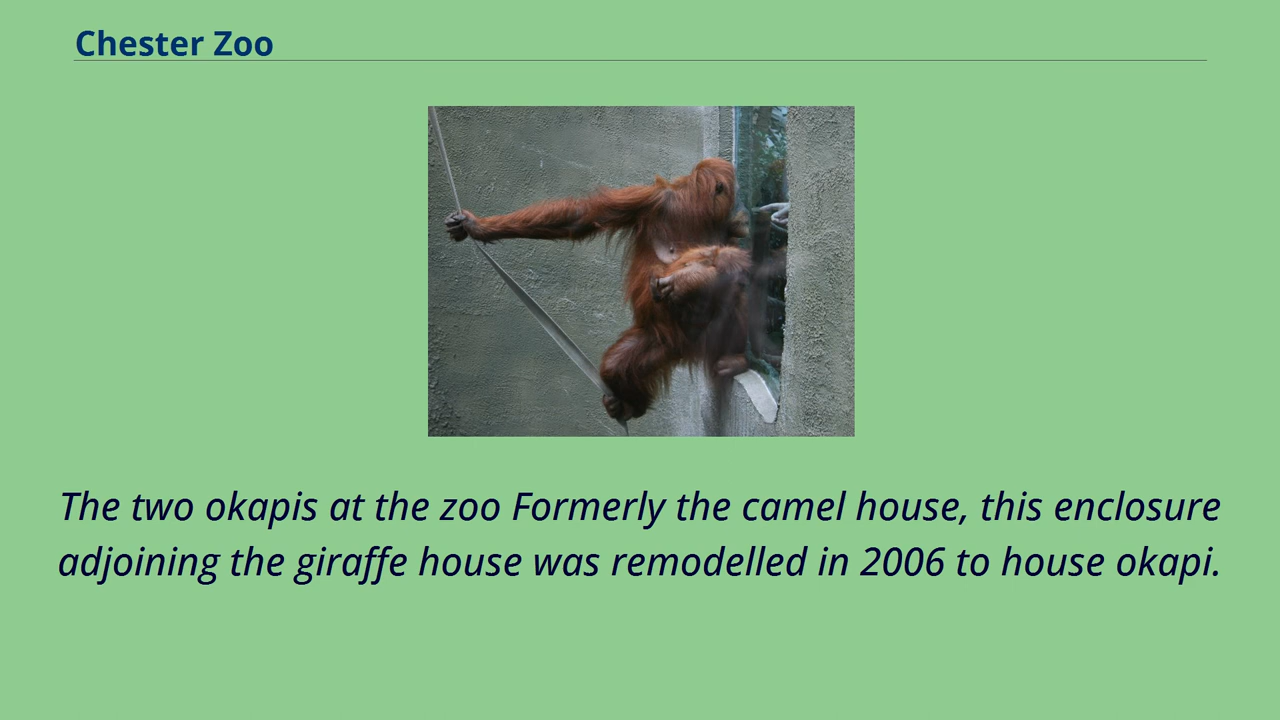 Chester Zoo
The two okapis at the zoo Formerly the camel house, this enclosure
adjoining the giraffe house was remodelled in 2006 to house okapi.